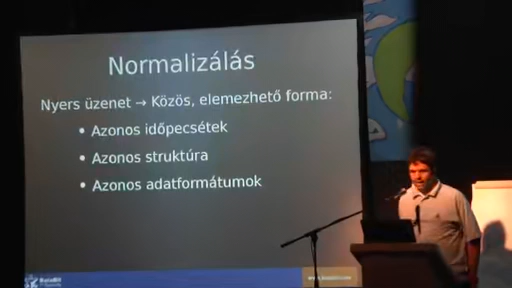 Normalizálás
Nyers üzenet → Közös, elemezhető forma:
• Azonos időpecsétek
• Azonos struktúra
• Azonos adatformátumok